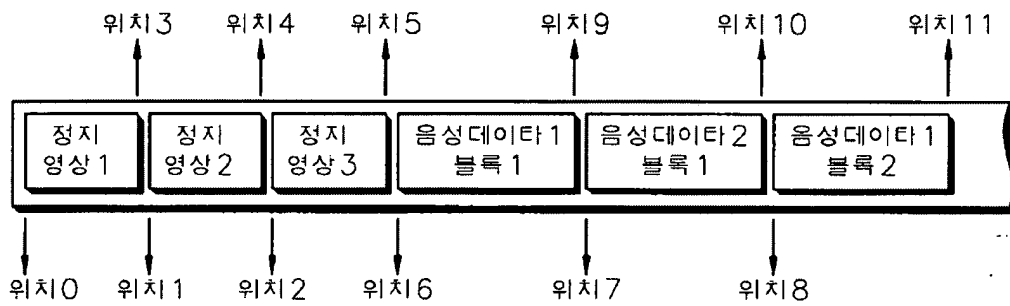 위치3 위치4 위치5 위치9 위치10 위치11
정지 영상1
정지 영상2
정지 영상3
음성데이타1 블록1
음성데이타2 블록1
음성데이타1 블록2
위치0 위치1 위치2 위치6 위치7 위치8